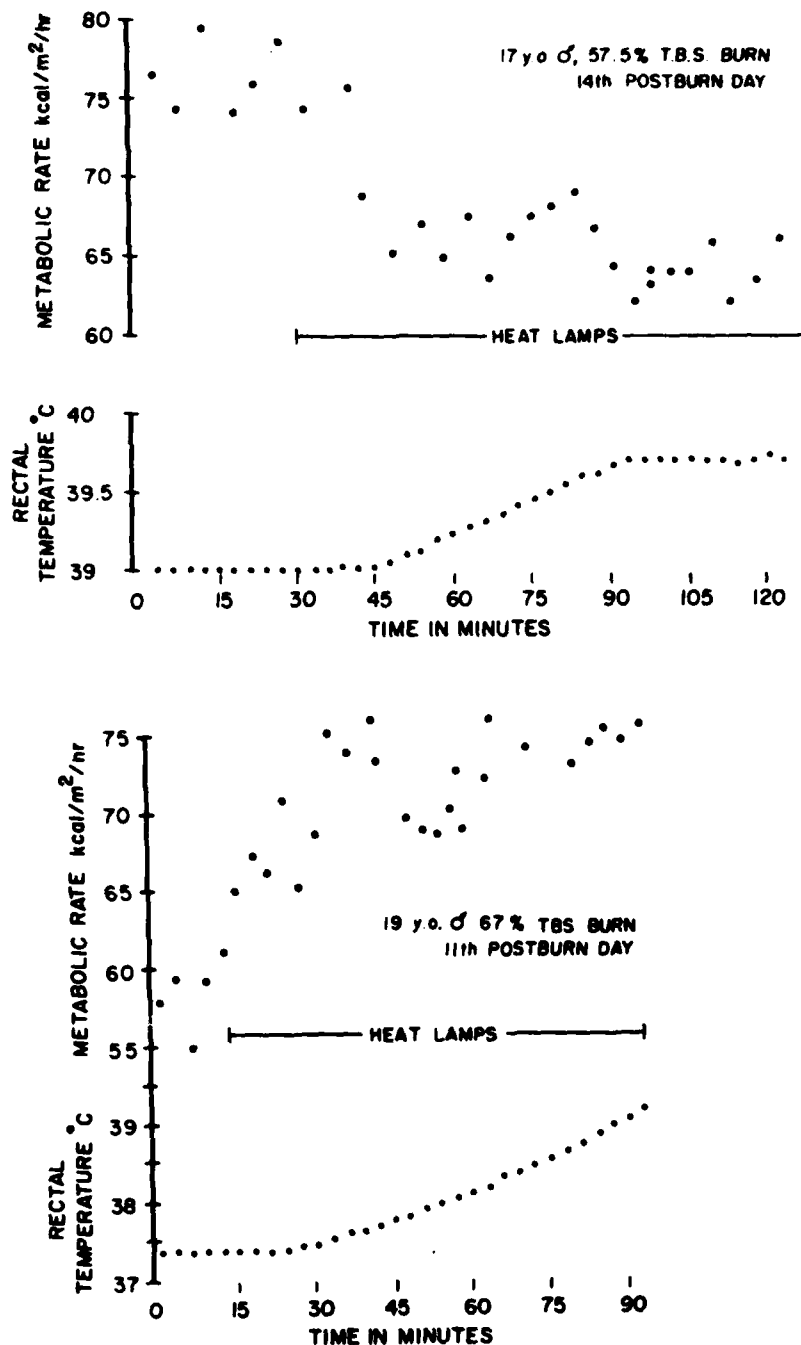 80
75
70
65
60
METABOLIC RATE kcal/m²/hr
17 y o ♂, 57.5% T.B.S. BURN
14th POSTBURN DAY
HEAT LAMPS
40
39.5
39
RECTAL
TEMPERATURE °C
0 15 30 45 60 75 90 105 120
TIME IN MINUTES
75
70
65
60
55
METABOLIC RATE kcal/m²/hr
19 y.o. ♂ 67% TBS BURN
11th POSTBURN DAY
HEAT LAMPS
39
38
37
RECTAL
TEMPERATURE °C
0 15 30 45 60 75 90
TIME IN MINUTES